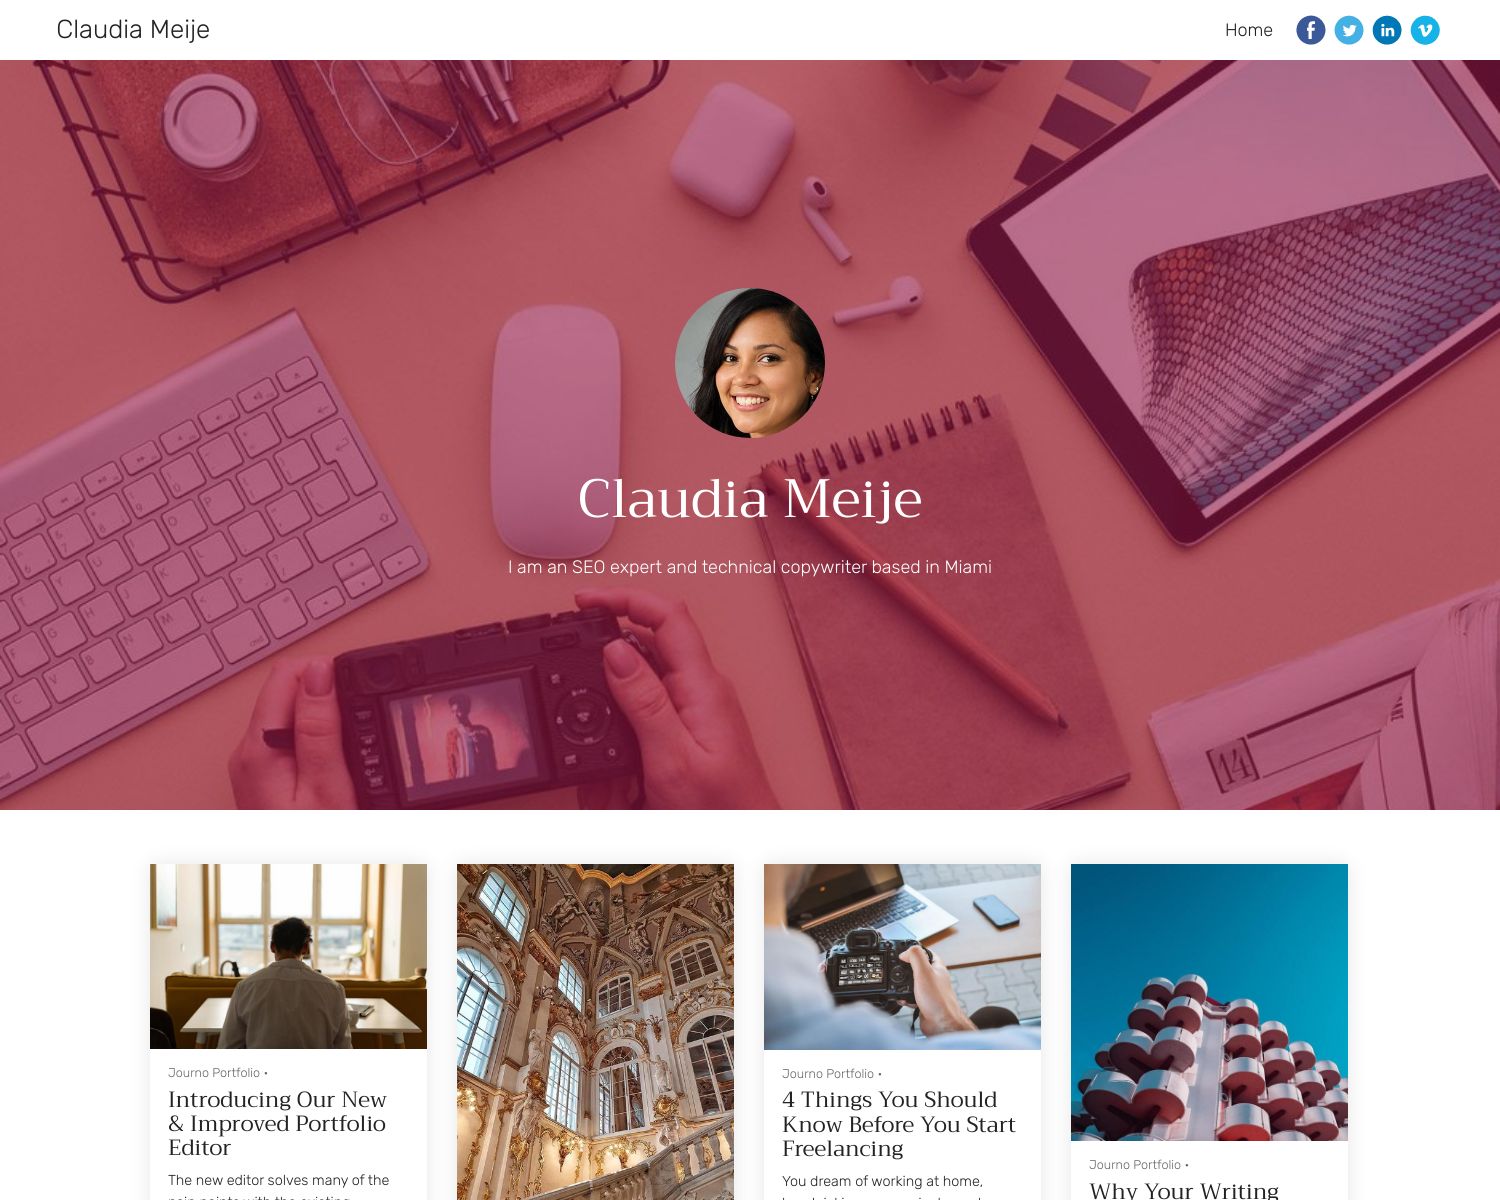 Claudia Meije
Home
Claudia Meije
I am an SEO expert and technical copywriter based in Miami
14
Journo Portfolio •
Introducing Our New
& Improved Portfolio
Editor
The new editor solves many of the
Journo Portfolio •
4 Things You Should
Know Before You Start
Freelancing
You dream of working at home,
Journo Portfolio •
Why Your Writing